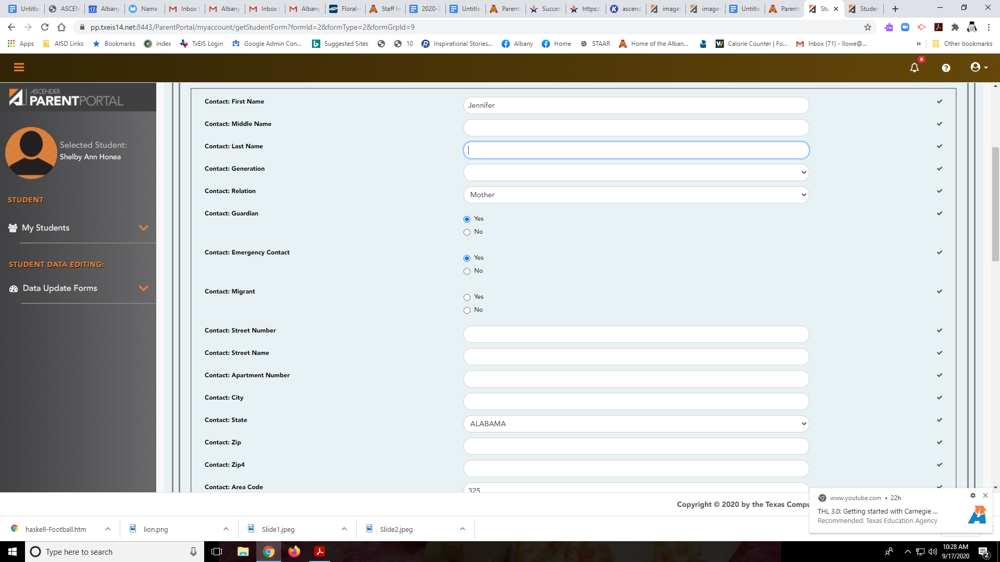 Untitle ASCEN 17 Albany Name Inbox ( Albany Inbox ( Albany Floral-F Staff In 2020-2 Untitle Parents Succes https:/ ascend image image Untitle Parent Stu Studen
pp.txeis14.net:8443/ParentPortal/myaccount/getStudentForm?formId=2&formType=2&formGrpId=9
Apps AISD Links Bookmarks index TxEIS Login Google Admin Con... Suggested Sites 10 Inspirational Stories... Albany Home STAAR Home of the Alban... Calorie Counter | Fo... Inbox (71) - llowe@... » Other bookmarks
0
ASCENDER
PARENTPORTAL
Selected Student:
Shelby Ann Honea
STUDENT
My Students
STUDENT DATA EDITING:
Data Update Forms
Contact: First Name Jennifer
Contact: Middle Name
Contact: Last Name
Contact: Generation
Contact: Relation Mother
Contact: Guardian
Yes
No
Contact: Emergency Contact
Yes
No
Contact: Migrant
Yes
No
Contact: Street Number
Contact: Street Name
Contact: Apartment Number
Contact: City
Contact: State ALABAMA
Contact: Zip
Contact: Zip4
Contact: Area Code 325
Copyright © 2020 by the Texas Compu
www.youtube.com • 22h
THL 3.0: Getting started with Carnegie ...
Recommended: Texas Education Agency
haskell-Football.htm lion.png Slide1.jpeg Slide2.jpeg
Type here to search
10:28 AM
9/17/2020
2